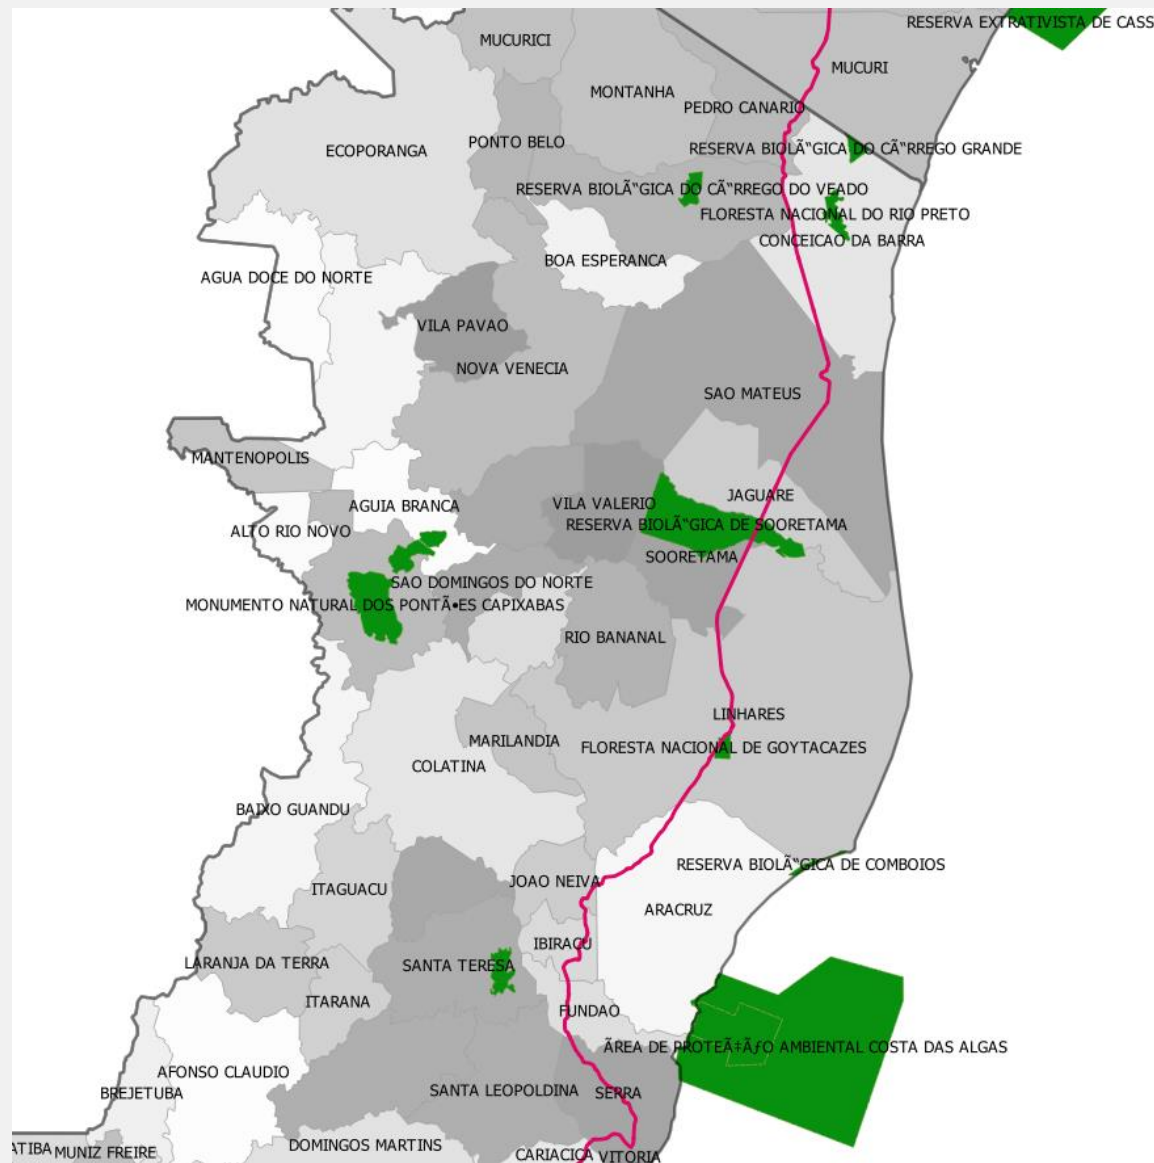 RESERVA EXTRATIVISTA DE CASS
MUCURICI
MUCURI
MONTANHA
PEDRO CANARIO
PONTO BELO
ECOPORANGA
RESERVA BIOLÃ“GICA DO CÃ“RREGO GRANDE
RESERVA BIOLÃ“GICA DO CÃ“RREGO DO VEADO
FLORESTA NACIONAL DO RIO PRETO
CONCEICAO DA BARRA
BOA ESPERANCA
AGUA DOCE DO NORTE
VILA PAVAO
NOVA VENECIA
SAO MATEUS
MANTENOPOLIS
JAGUARE
VILA VALERIO
AGUIA BRANCA
RESERVA BIOLÃ“GICA DE SOORETAMA
ALTO RIO NOVO
SOORETAMA
SAO DOMINGOS DO NORTE
MONUMENTO NATURAL DOS PONTÃ•ES CAPIXABAS
RIO BANANAL
LINHARES
MARILANDIA
FLORESTA NACIONAL DE GOYTACAZES
COLATINA
BAIXO GUANDU
RESERVA BIOLÃ“GICA DE COMBOIOS
JOAO NEIVA
ITAGUACU
ARACRUZ
IBIRACU
LARANJA DA TERRA
SANTA TERESA
ITARANA
FUNDAO
ÃREA DE PROTEÃ‡ÃƒO AMBIENTAL COSTA DAS ALGAS
AFONSO CLAUDIO
BREJETUBA
SANTA LEOPOLDINA
SERRA
DOMINGOS MARTINS
ATIBA
MUNIZ FREIRE
CARIACICA
VITORIA